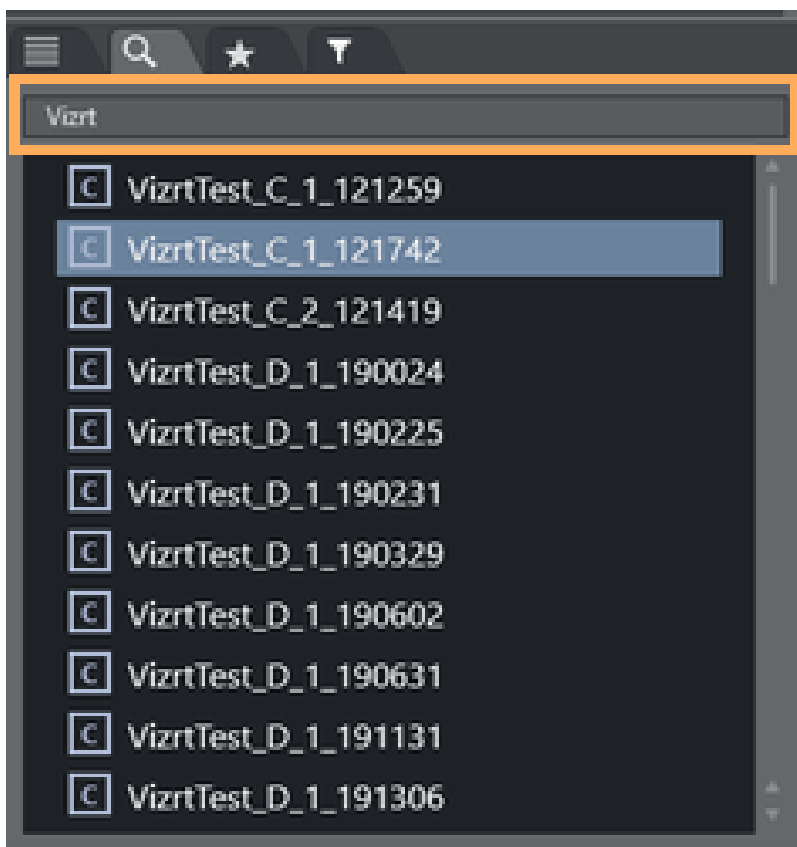 Vizrt
C VizrtTest_C_1_121259
C VizrtTest_C_1_121742
C VizrtTest_C_2_121419
C VizrtTest_D_1_190024
C VizrtTest_D_1_190225
C VizrtTest_D_1_190231
C VizrtTest_D_1_190329
C VizrtTest_D_1_190602
C VizrtTest_D_1_190631
C VizrtTest_D_1_191131
C VizrtTest_D_1_191306